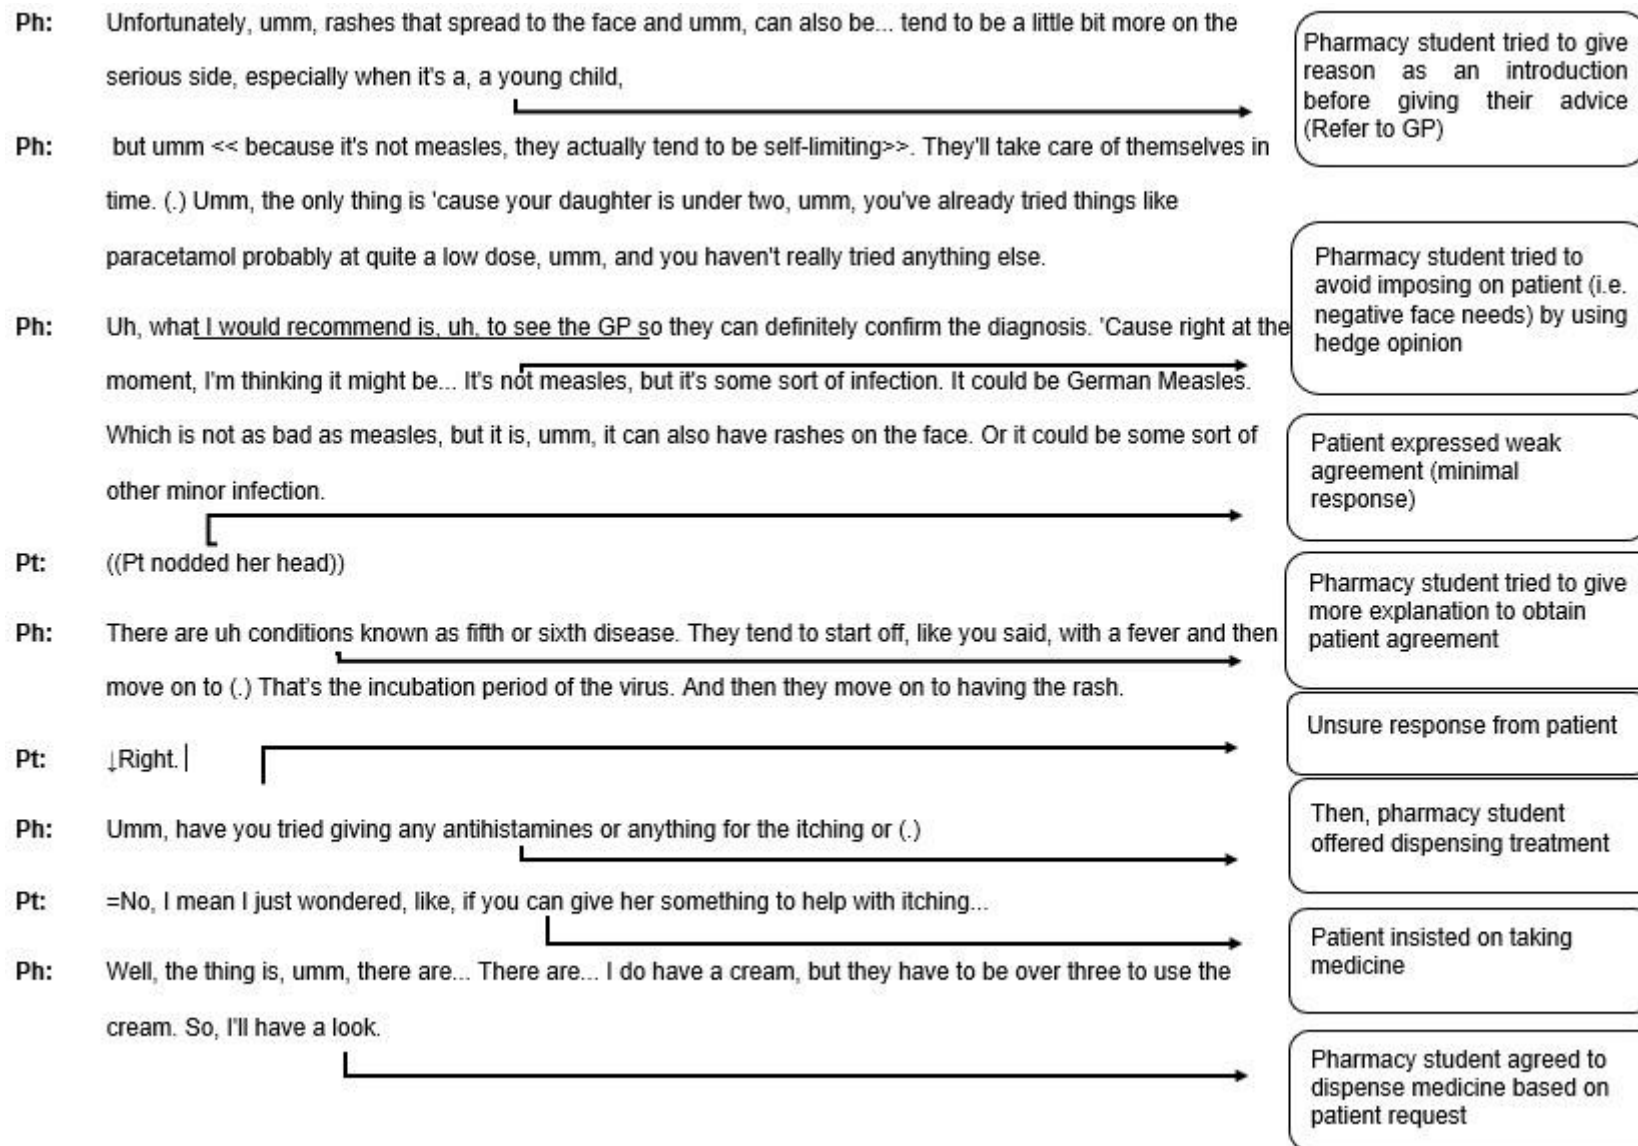 Ph: Unfortunately, umm, rashes that spread to the face and umm, can also be... tend to be a little bit more on the
serious side, especially when it's a, a young child,
Pharmacy student tried to give
reason as an introduction
before giving their advice
(Refer to GP)
Ph: but umm << because it's not measles, they actually tend to be self-limiting>>. They'll take care of themselves in
time. (.) Umm, the only thing is 'cause your daughter is under two, umm, you've already tried things like
paracetamol probably at quite a low dose, umm, and you haven't really tried anything else.
Ph: Uh, what I would recommend is, uh, to see the GP so they can definitely confirm the diagnosis. 'Cause right at the
moment, I'm thinking it might be... It's not measles, but it's some sort of infection. It could be German Measles.
Which is not as bad as measles, but it is, umm, it can also have rashes on the face. Or it could be some sort of
other minor infection.
Pharmacy student tried to
avoid imposing on patient (i.e.
negative face needs) by using
hedge opinion
Pt: ((Pt nodded her head))
Patient expressed weak
agreement (minimal
response)
Ph: There are uh conditions known as fifth or sixth disease. They tend to start off, like you said, with a fever and then
move on to (.) That's the incubation period of the virus. And then they move on to having the rash.
Pharmacy student tried to give
more explanation to obtain
patient agreement
Pt: ↓Right.
Unsure response from patient
Ph: Umm, have you tried giving any antihistamines or anything for the itching or (.)
Then, pharmacy student
offered dispensing treatment
Pt: =No, I mean I just wondered, like, if you can give her something to help with itching...
Patient insisted on taking
medicine
Ph: Well, the thing is, umm, there are... There are... I do have a cream, but they have to be over three to use the
cream. So, I'll have a look.
Pharmacy student agreed to
dispense medicine based on
patient request